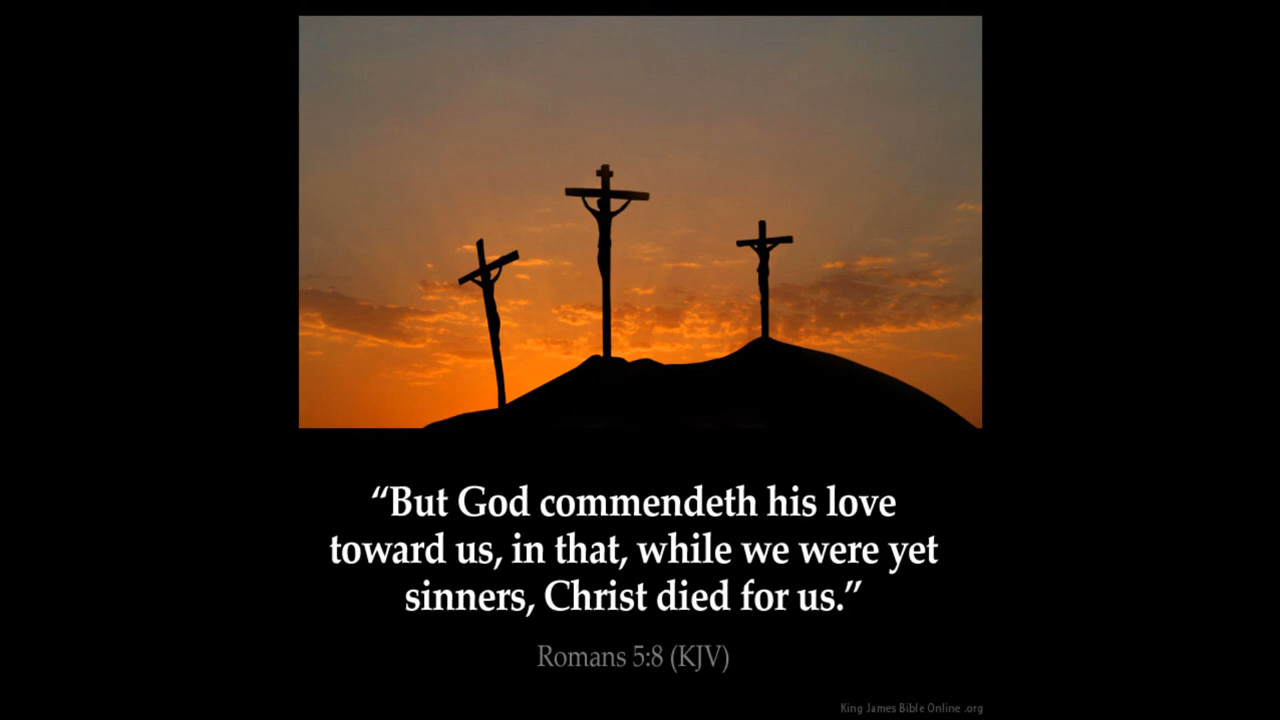 “But God commendeth his love
toward us, in that, while we were yet
sinners, Christ died for us.”
Romans 5:8 (KJV)
King James Bible Online .org